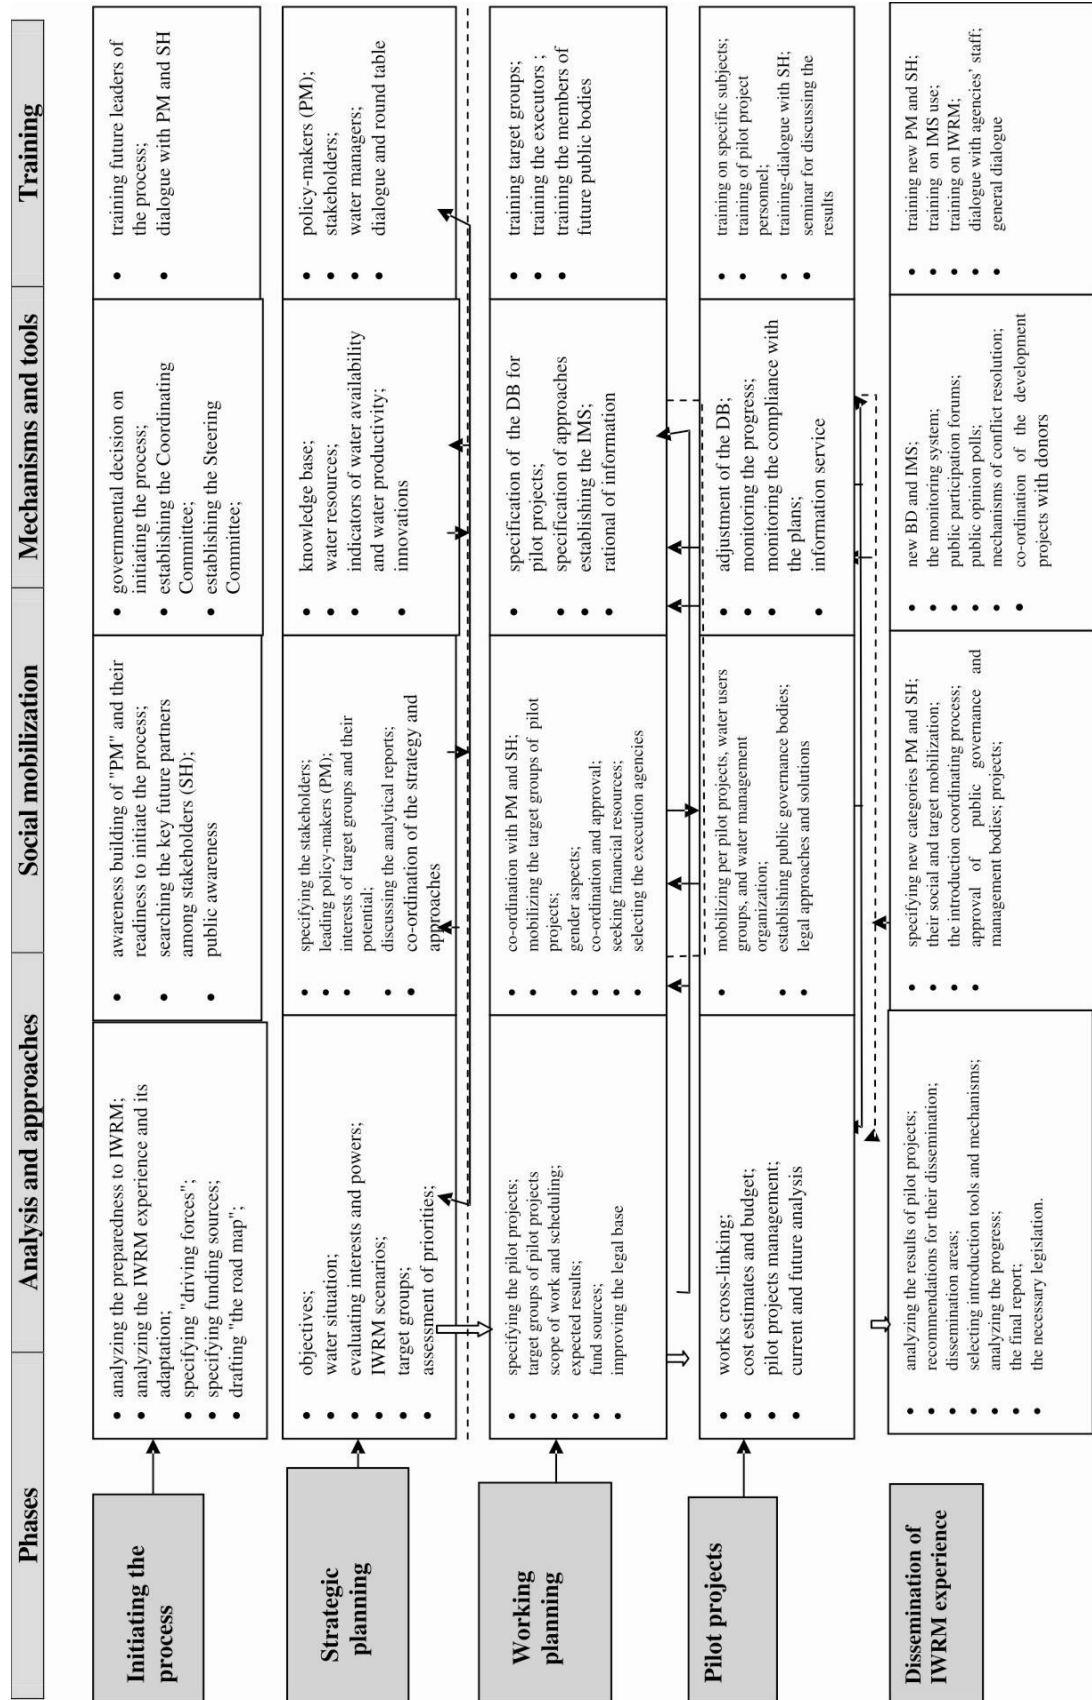 Phases
Analysis and approaches
Social mobilization
Mechanisms and tools
Training
Initiating the
process
• analyzing the preparedness to IWRM;
• analyzing the IWRM experience and its
adaptation;
• specifying "driving forces";
• specifying funding sources;
• drafting "the road map";
• awareness building of "PM" and their
readiness to initiate the process;
• searching the key future partners
among stakeholders (SH);
• public awareness
• governmental decision on
initiating the process;
• establishing the Coordinating
Committee;
• establishing the Steering
Committee;
• training future leaders of
the process;
• dialogue with PM and SH
Strategic
planning
• objectives;
• water situation;
• evaluating interests and powers;
• IWRM scenarios;
• target groups;
• assessment of priorities;
• specifying the stakeholders;
• leading policy-makers (PM);
• interests of target groups and their
potential;
• discussing the analytical reports;
• co-ordination of the strategy and
approaches
• knowledge base;
• water resources;
• indicators of water availability
and water productivity;
• innovations
• policy-makers (PM);
• stakeholders;
• water managers;
• dialogue and round table
Working
planning
• specifying the pilot projects;
• target groups of pilot projects
• scope of work and scheduling;
• expected results;
• fund sources;
• improving the legal base
• co-ordination with PM and SH;
• mobilizing the target groups of pilot
projects;
• gender aspects;
• co-ordination and approval;
• seeking financial resources;
• selecting the execution agencies
• specification of the DB for
pilot projects;
• specification of approaches
• establishing the IMS;
• rational of information
• training target groups;
• training the executors ;
• training the members of
future public bodies
Pilot projects
• works cross-linking;
• cost estimates and budget;
• pilot projects management;
• current and future analysis
• mobilizing per pilot projects, water users
groups, and water management
organization;
• establishing public governance bodies;
• legal approaches and solutions
• adjustment of the DB;
• monitoring the progress;
• monitoring the compliance with
the plans;
• information service
• training on specific subjects;
• training of pilot project
personnel;
• training-dialogue with SH;
• seminar for discussing the
results
Dissemination of
IWRM experience
• analyzing the results of pilot projects;
• recommendations for their dissemination;
• dissemination areas;
• selecting introduction tools and mechanisms;
• analyzing the progress;
• the final report;
• the necessary legislation.
• specifying new categories PM and SH;
• their social and target mobilization;
• the introduction coordinating process;
• approval of public governance and
management bodies; projects;
• new BD and IMS;
• the monitoring system;
• public participation forums;
• public opinion polls;
• mechanisms of conflict resolution;
• co-ordination of the development
projects with donors
• training new PM and SH;
• training on IMS use;
• training on IWRM;
• dialogue with agencies' staff;
• general dialogue